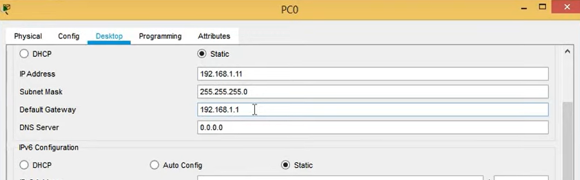 PC0
Physical Config Desktop Programming Attributes
DHCP Static
IP Address 192.168.1.11
Subnet Mask 255.255.255.0
Default Gateway 192.168.1.1
DNS Server 0.0.0.0
IPv6 Configuration
DHCP Auto Config Static